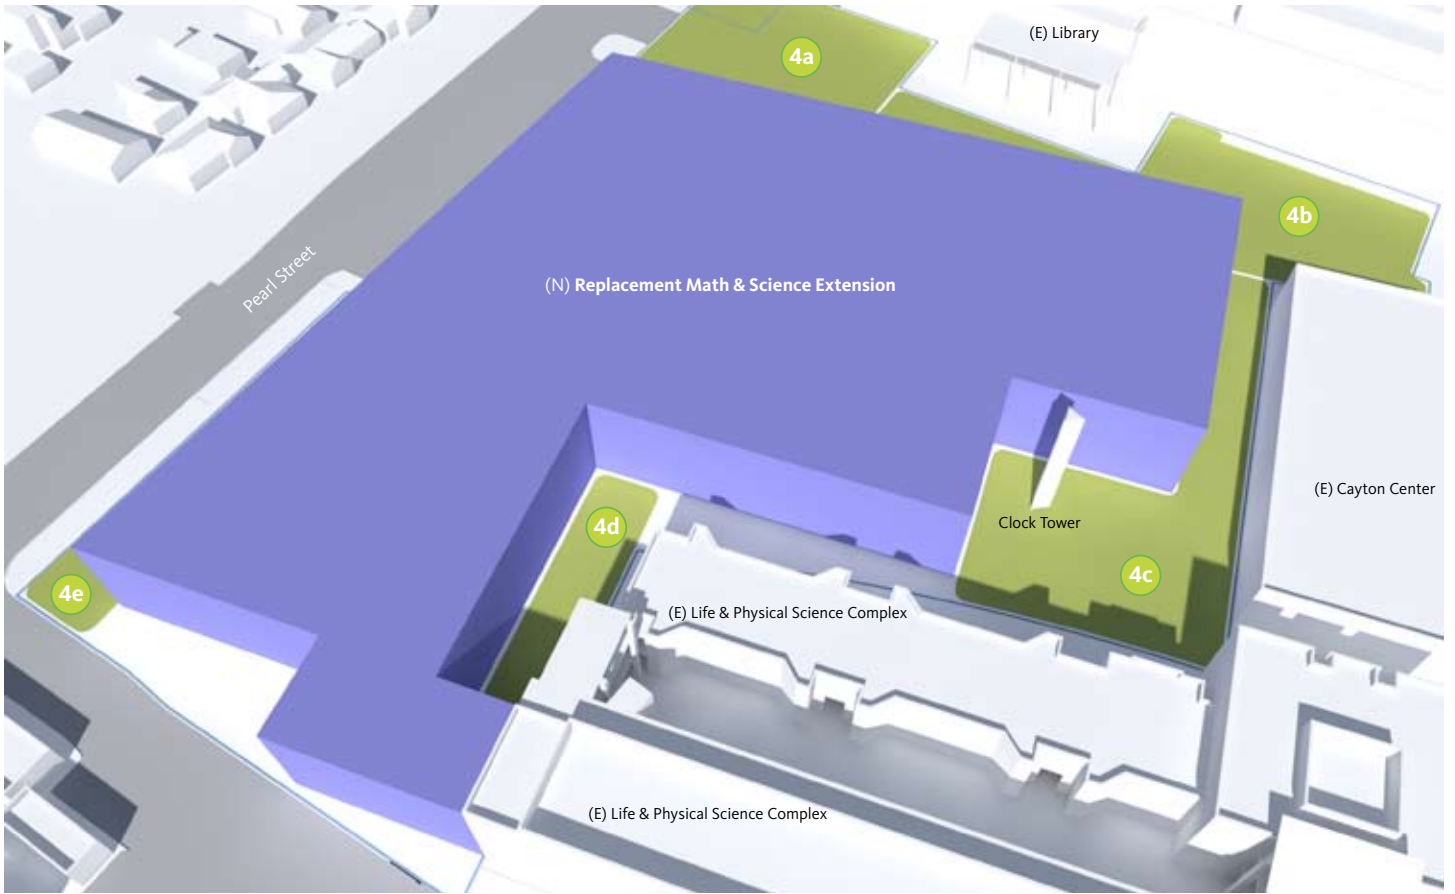 (E) Library
4a
4b
Pearl Street
(N) Replacement Math & Science Extension
(E) Cayton Center
Clock Tower
4d
4c
4e
(E) Life & Physical Science Complex
(E) Life & Physical Science Complex